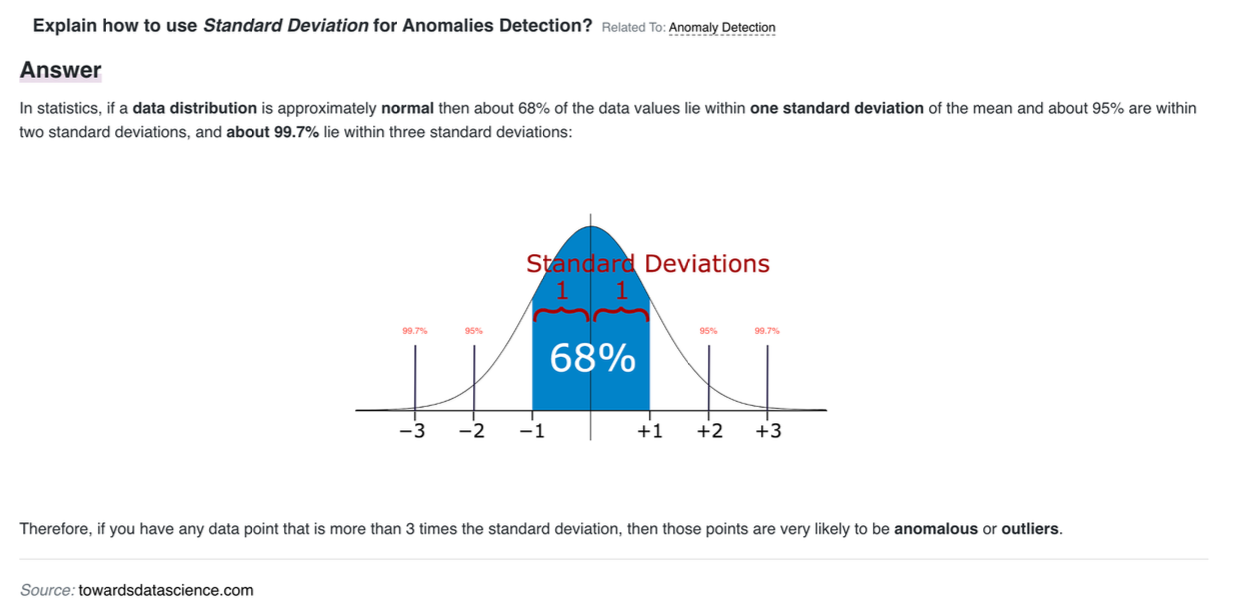 Explain how to use Standard Deviation for Anomalies Detection? Related To: Anomaly Detection
Answer
In statistics, if a data distribution is approximately normal then about 68% of the data values lie within one standard deviation of the mean and about 95% are within
two standard deviations, and about 99.7% lie within three standard deviations:
Standard Deviations
1 1
99.7% 95% 95% 99.7%
68%
−3 −2 −1 +1 +2 +3
Therefore, if you have any data point that is more than 3 times the standard deviation, then those points are very likely to be anomalous or outliers.
Source: towardsdatascience.com